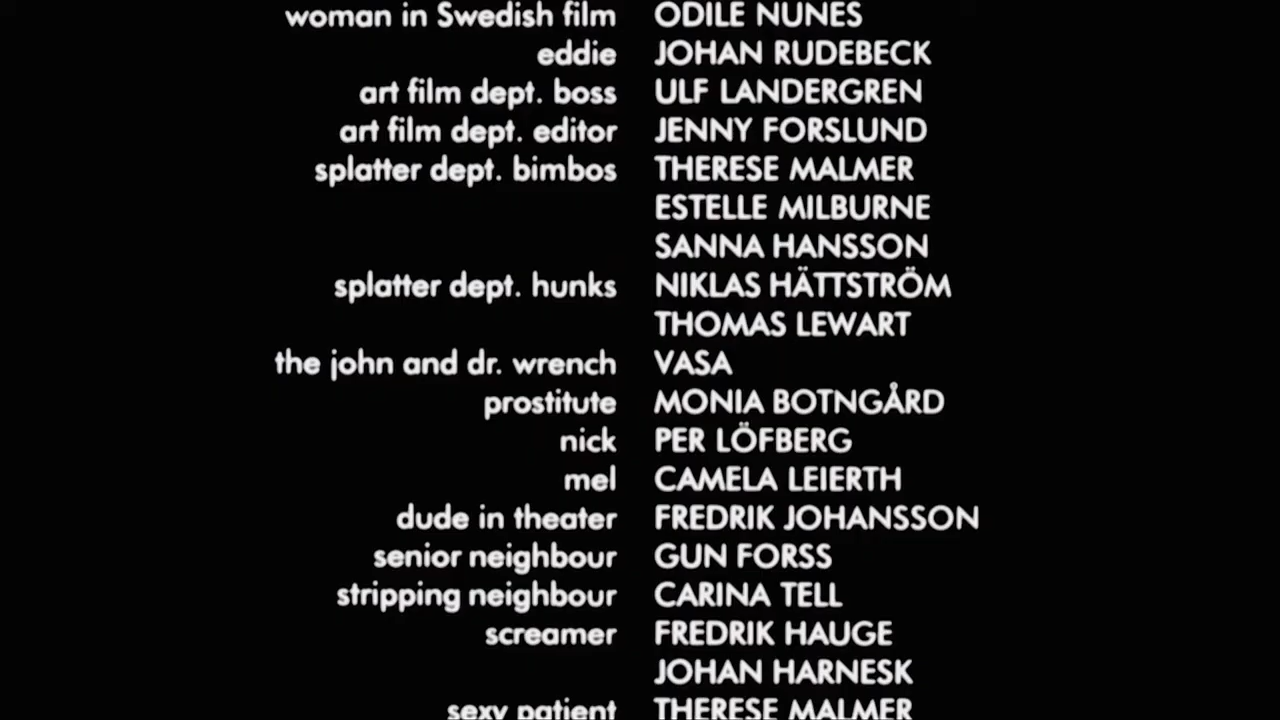 woman in Swedish film ODILE NUNES
eddie JOHAN RUDEBECK
art film dept. boss ULF LANDERGREN
art film dept. editor JENNY FORSLUND
splatter dept. bimbos THERESE MALMER
ESTELLE MILBURNE
SANNA HANSSON
splatter dept. hunks NIKLAS HÄTTSTRÖM
THOMAS LEWART
the john and dr. wrench VASA
prostitute MONIA BOTNGÅRD
nick PER LÖFBERG
mel CAMELA LEIERTH
dude in theater FREDRIK JOHANSSON
senior neighbour GUN FORSS
stripping neighbour CARINA TELL
screamer FREDRIK HAUGE
JOHAN HARNESK
sexy patient THERESE MALMER